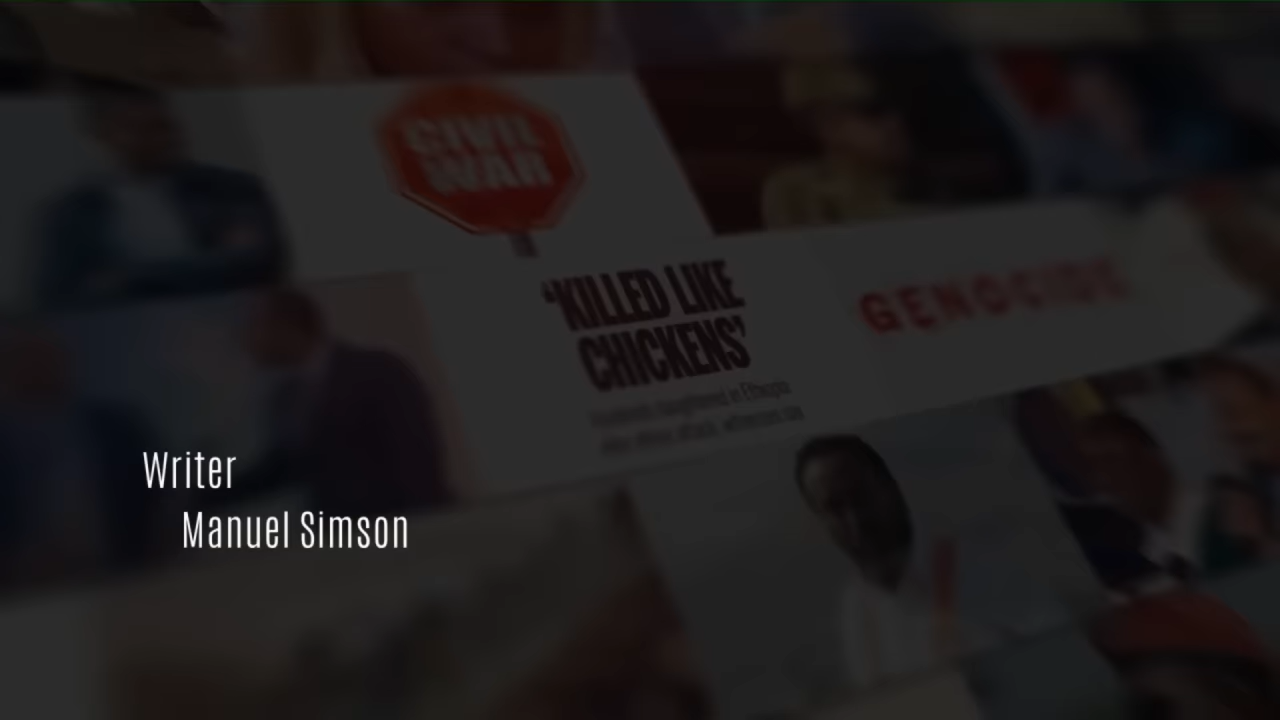 CIVIL
WAR
'KILLED LIKE
CHICKENS'
GENOCIDE
Writer
Manuel Simson